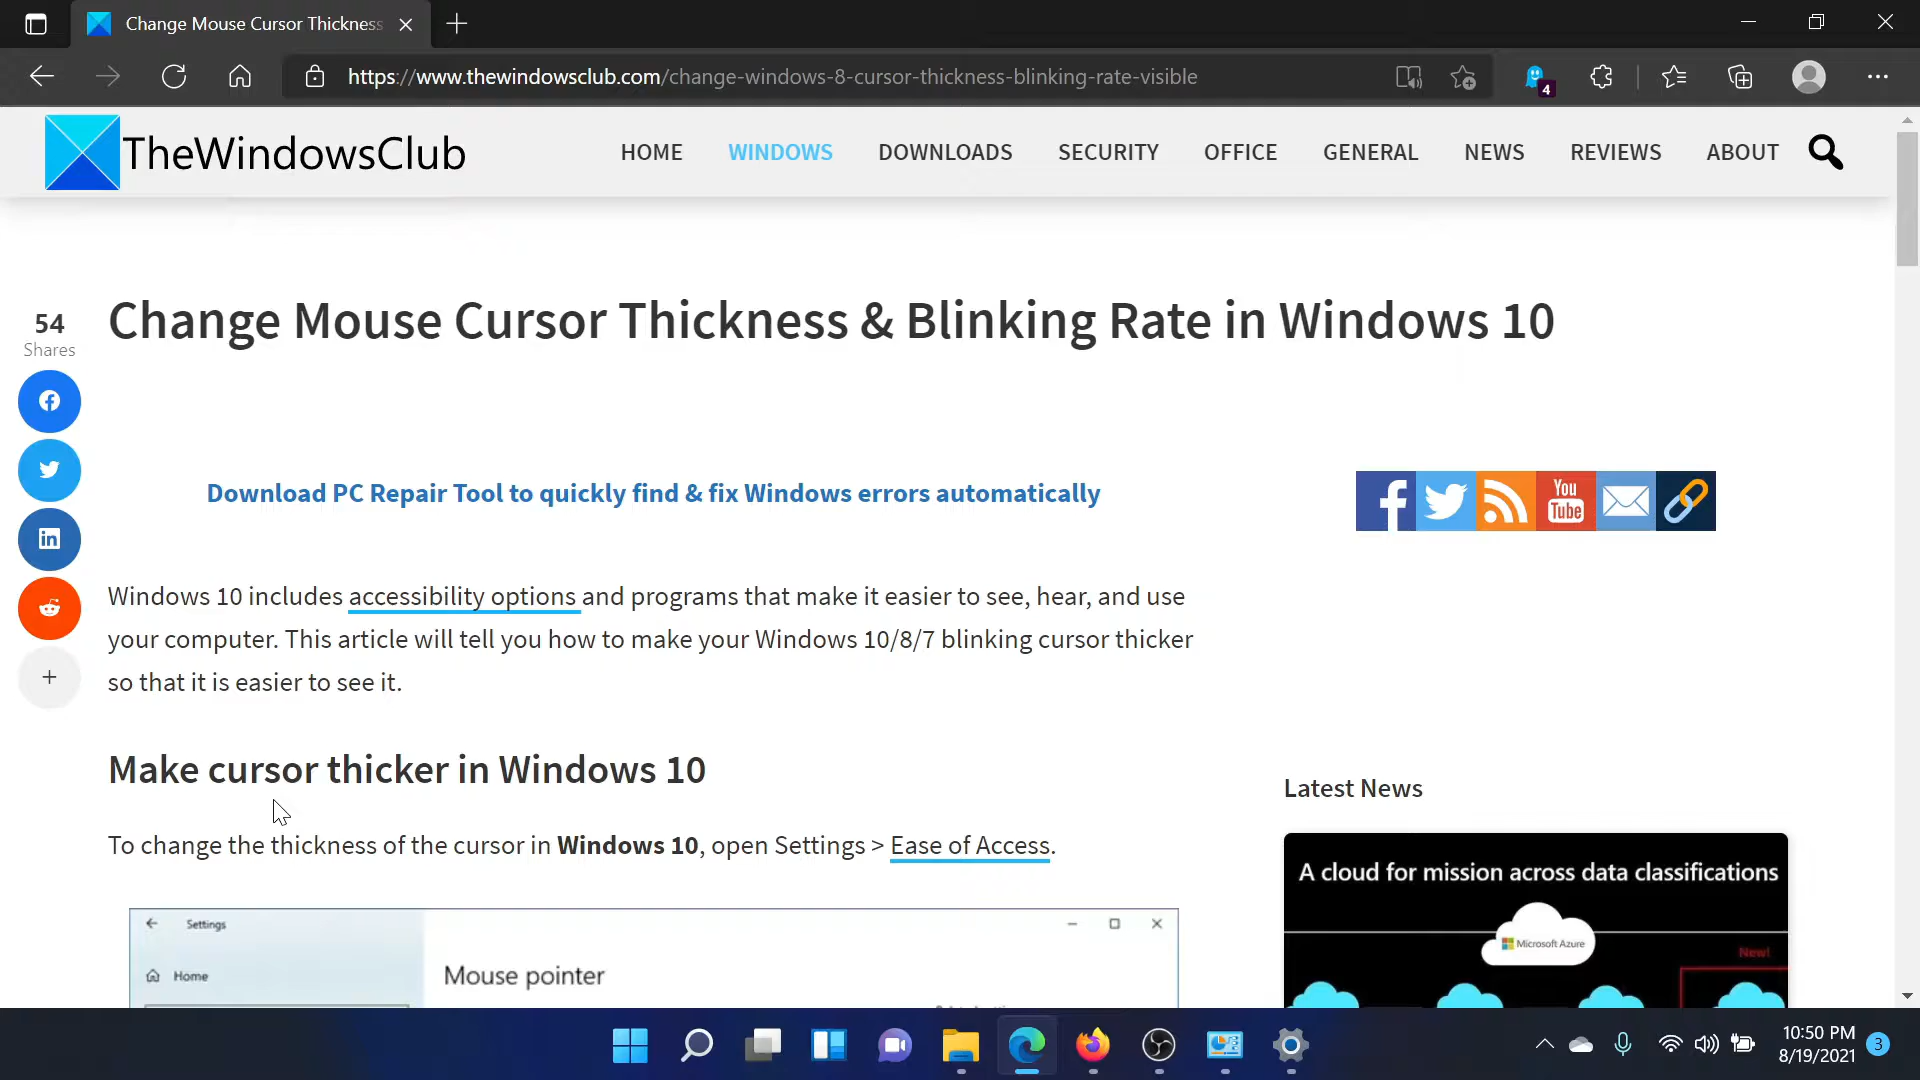 Change Mouse Cursor Thickness
https://www.thewindowsclub.com/change-windows-8-cursor-thickness-blinking-rate-visible
4
TheWindowsClub
HOME WINDOWS DOWNLOADS SECURITY OFFICE GENERAL NEWS REVIEWS ABOUT
Change Mouse Cursor Thickness & Blinking Rate in Windows 10
54
Shares
Download PC Repair Tool to quickly find & fix Windows errors automatically
You
Tube
Windows 10 includes accessibility options and programs that make it easier to see, hear, and use
your computer. This article will tell you how to make your Windows 10/8/7 blinking cursor thicker
so that it is easier to see it.
Make cursor thicker in Windows 10
Latest News
To change the thickness of the cursor in Windows 10, open Settings > Ease of Access.
A cloud for mission across data classifications
Settings
Microsoft Azure
New!
Home
Mouse pointer
10:50 PM
8/19/2021
3